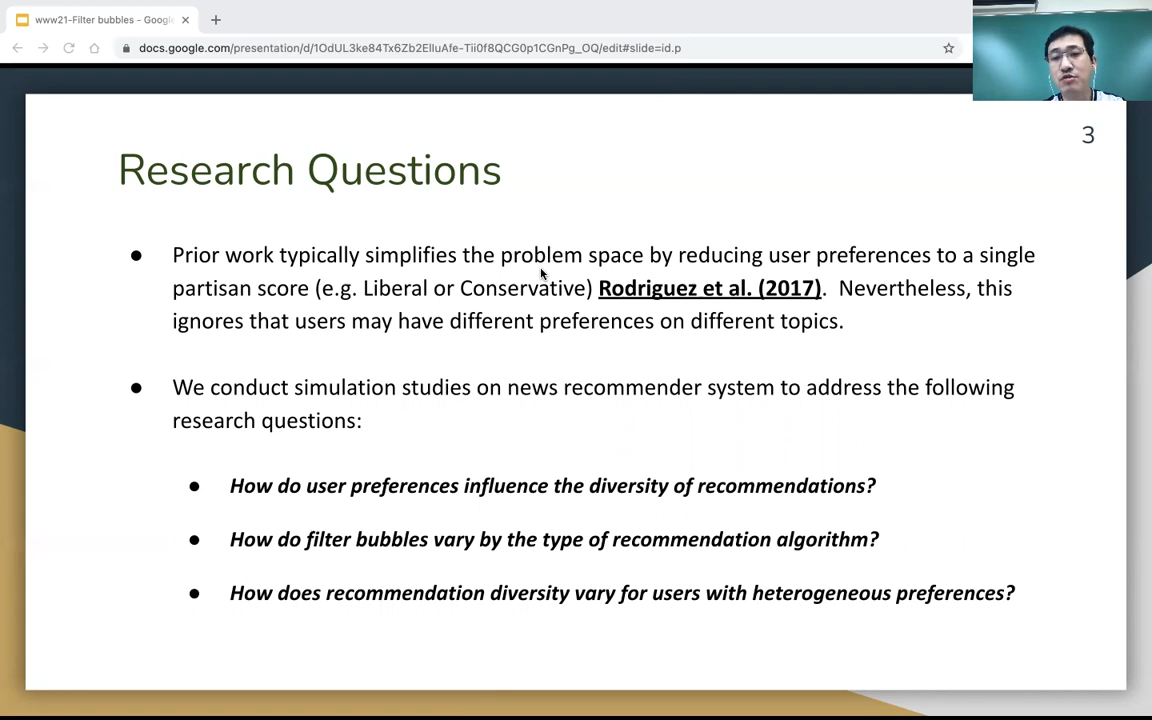 www21-Filter bubbles - Google
docs.google.com/presentation/d/1OdUL3ke84Tx6Zb2ElluAfe-Tii0f8QCG0p1CGnPg_OQ/edit#slide=id.p
3
Research Questions
● Prior work typically simplifies the problem space by reducing user preferences to a single
partisan score (e.g. Liberal or Conservative) Rodriguez et al. (2017). Nevertheless, this
ignores that users may have different preferences on different topics.
● We conduct simulation studies on news recommender system to address the following
research questions:
● How do user preferences influence the diversity of recommendations?
● How do filter bubbles vary by the type of recommendation algorithm?
● How does recommendation diversity vary for users with heterogeneous preferences?